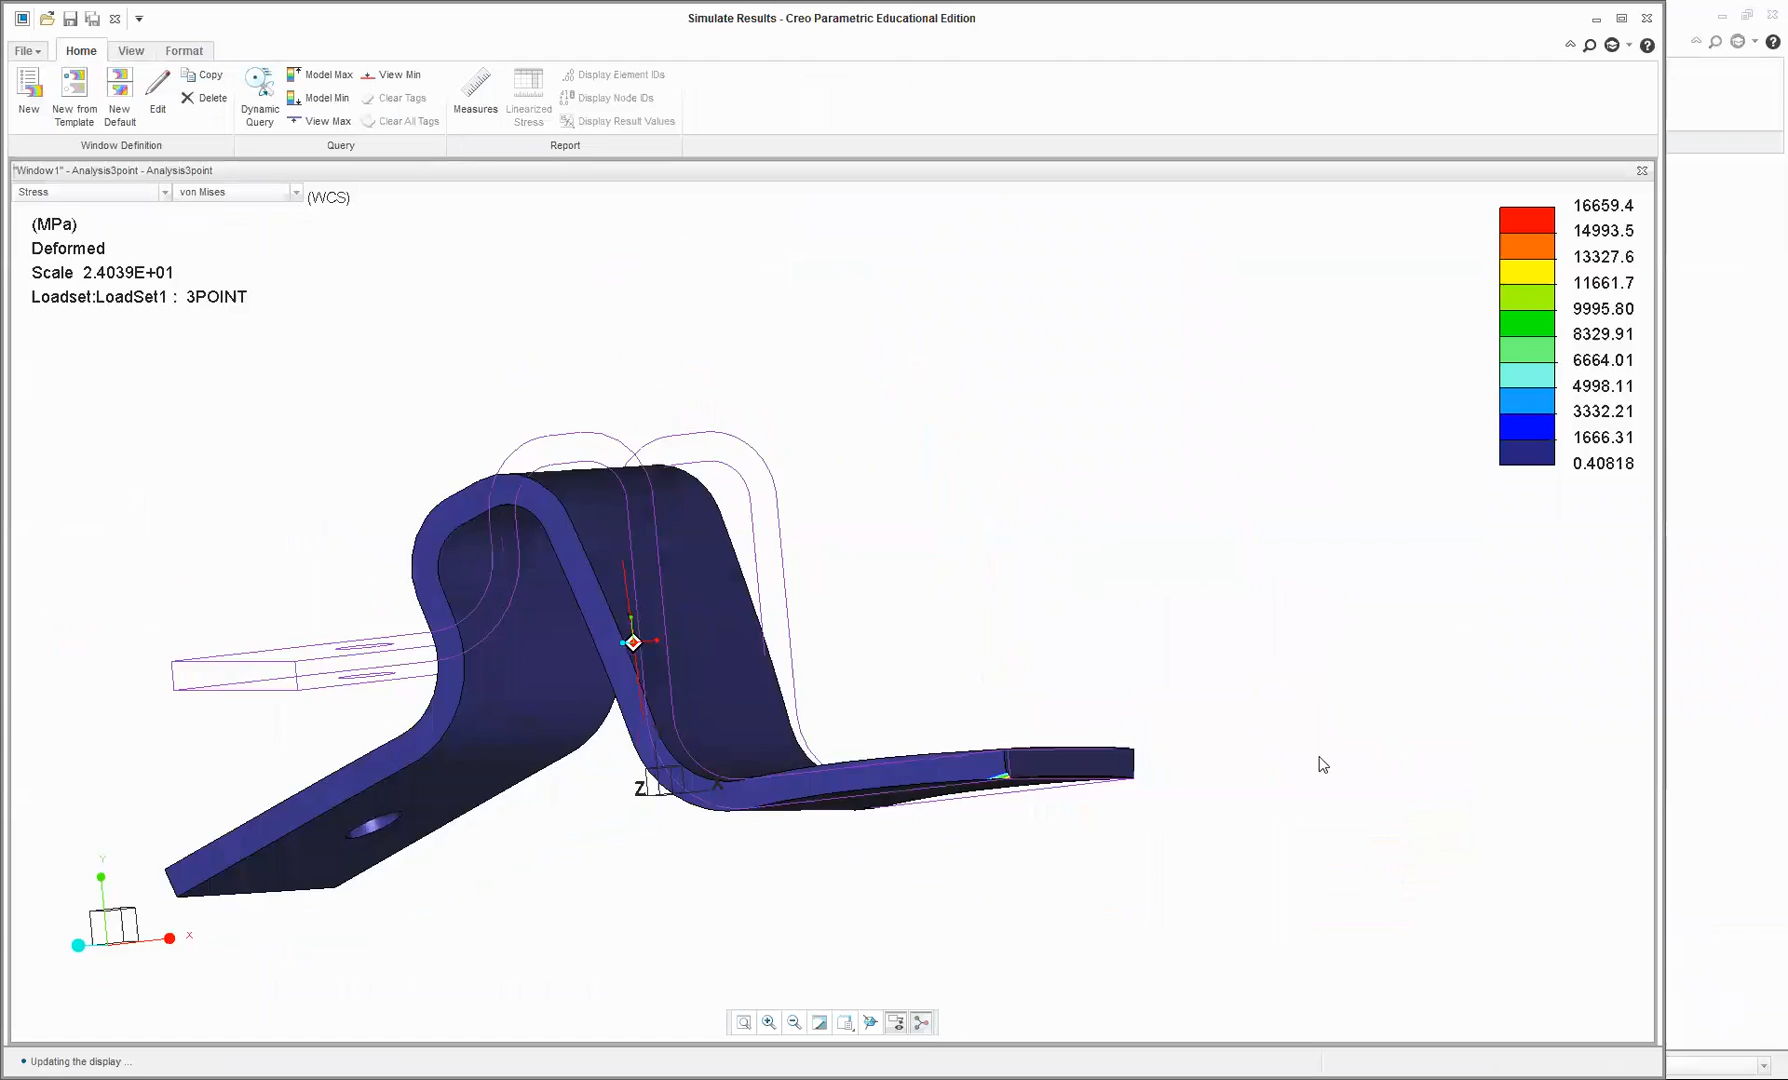 Simulate Results - Creo Parametric Educational Edition
File
Home
View
Format
New
New from Template
New Default
Edit
Copy
Delete
Window Definition
Dynamic Query
Model Max
Model Min
View Max
View Min
Clear Tags
Clear All Tags
Query
Measures
Linearized Stress
Display Element IDs
Display Node IDs
Display Result Values
Report
"Window1" - Analysis3point - Analysis3point
Stress
von Mises
(WCS)
(MPa)
Deformed
Scale 2.4039E+01
Loadset:LoadSet1 : 3POINT
16659.4
14993.5
13327.6
11661.7
9995.80
8329.91
6664.01
4998.11
3332.21
1666.31
0.40818
Z
X
Y
X
Updating the display ...